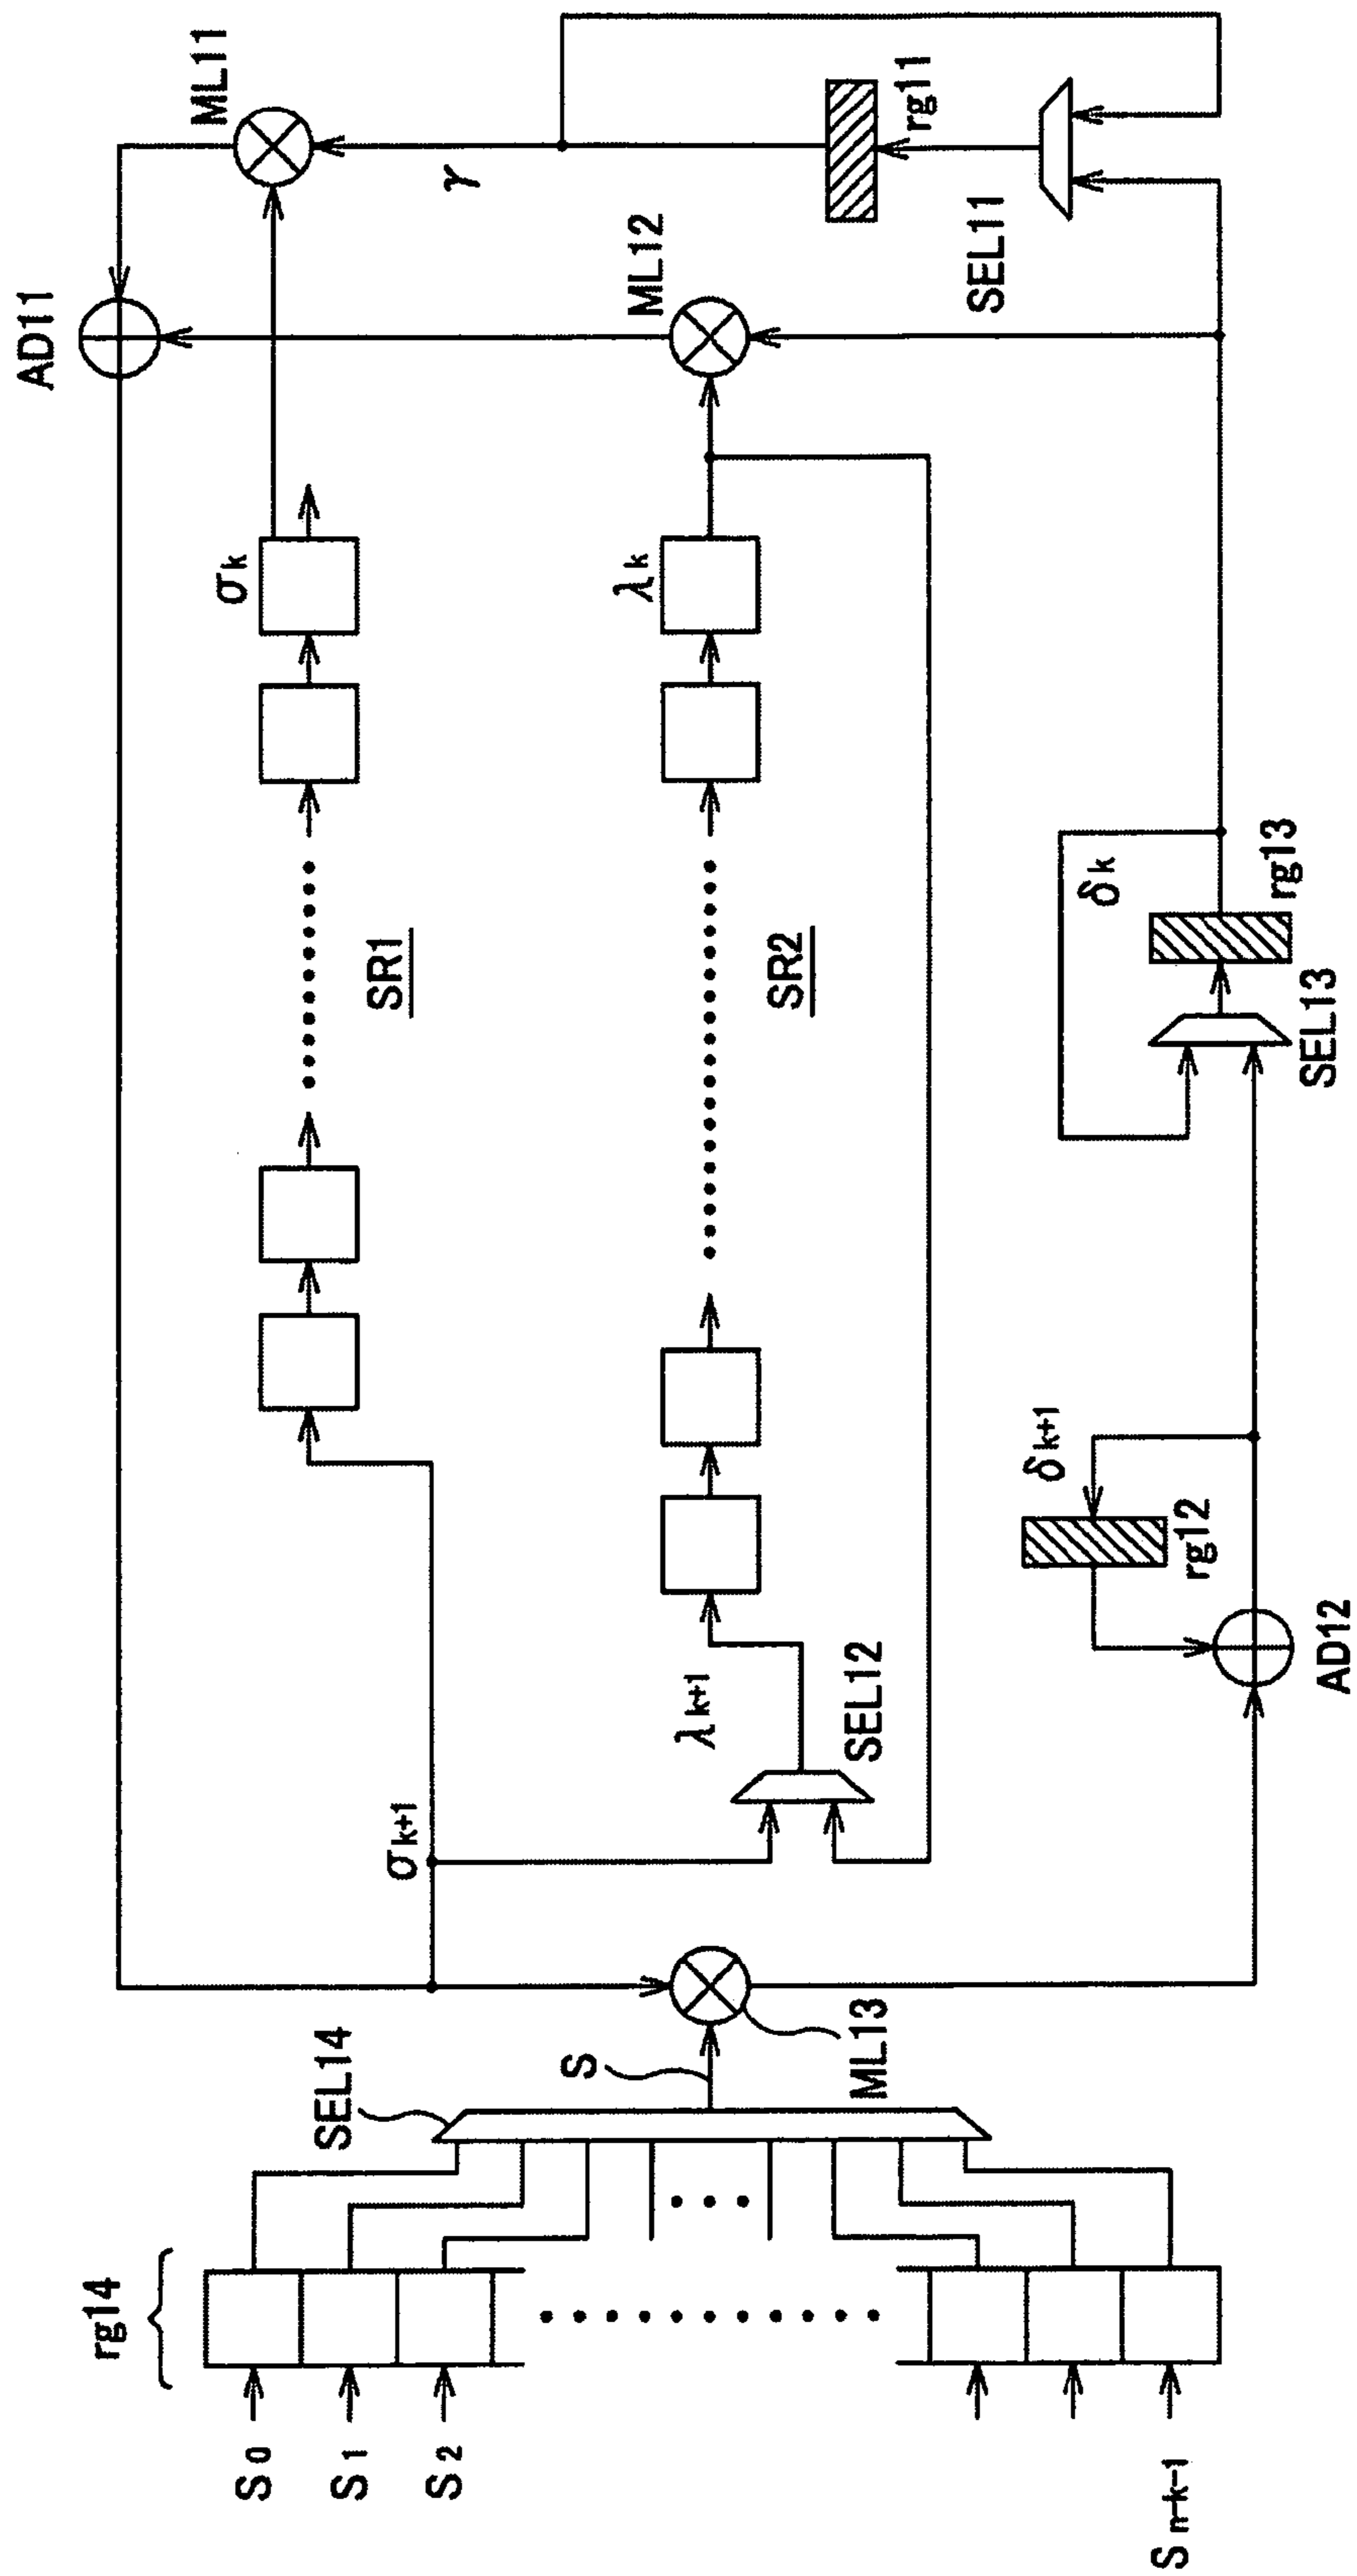 AD11
ML11
γ
rg11
SEL11
ML12
σk
λk
SR1
SR2
δk
rg13
SEL13
δk+1
rg12
AD12
λk+1
SEL12
σk+1
ML13
S
SEL14
rg14
S0
S1
S2
Sn-k-1